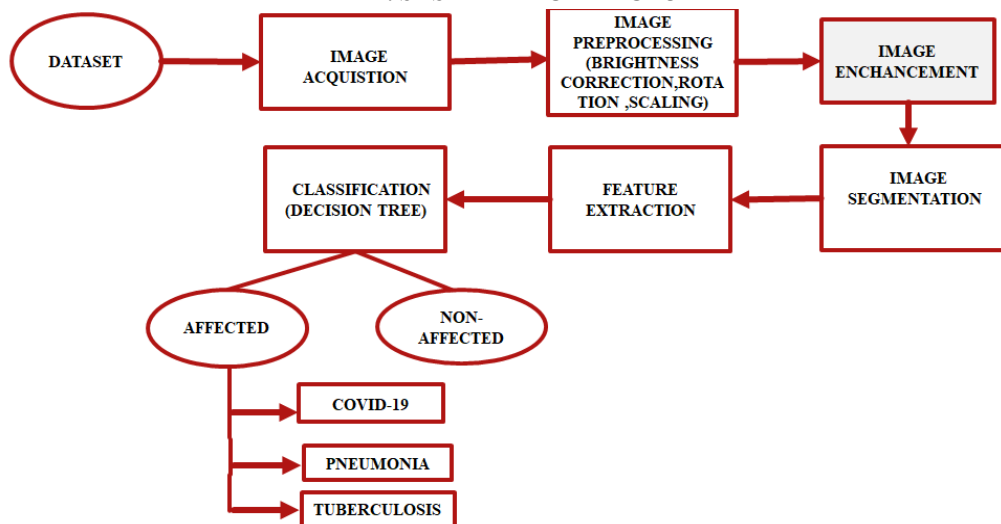 DATASET
IMAGE
ACQUISTION
IMAGE
PREPROCESSING
(BRIGHTNESS
CORRECTION,ROTA
TION ,SCALING)
IMAGE
ENCHANCEMENT
IMAGE
SEGMENTATION
FEATURE
EXTRACTION
CLASSIFICATION
(DECISION TREE)
AFFECTED
NON-
AFFECTED
COVID-19
PNEUMONIA
TUBERCULOSIS